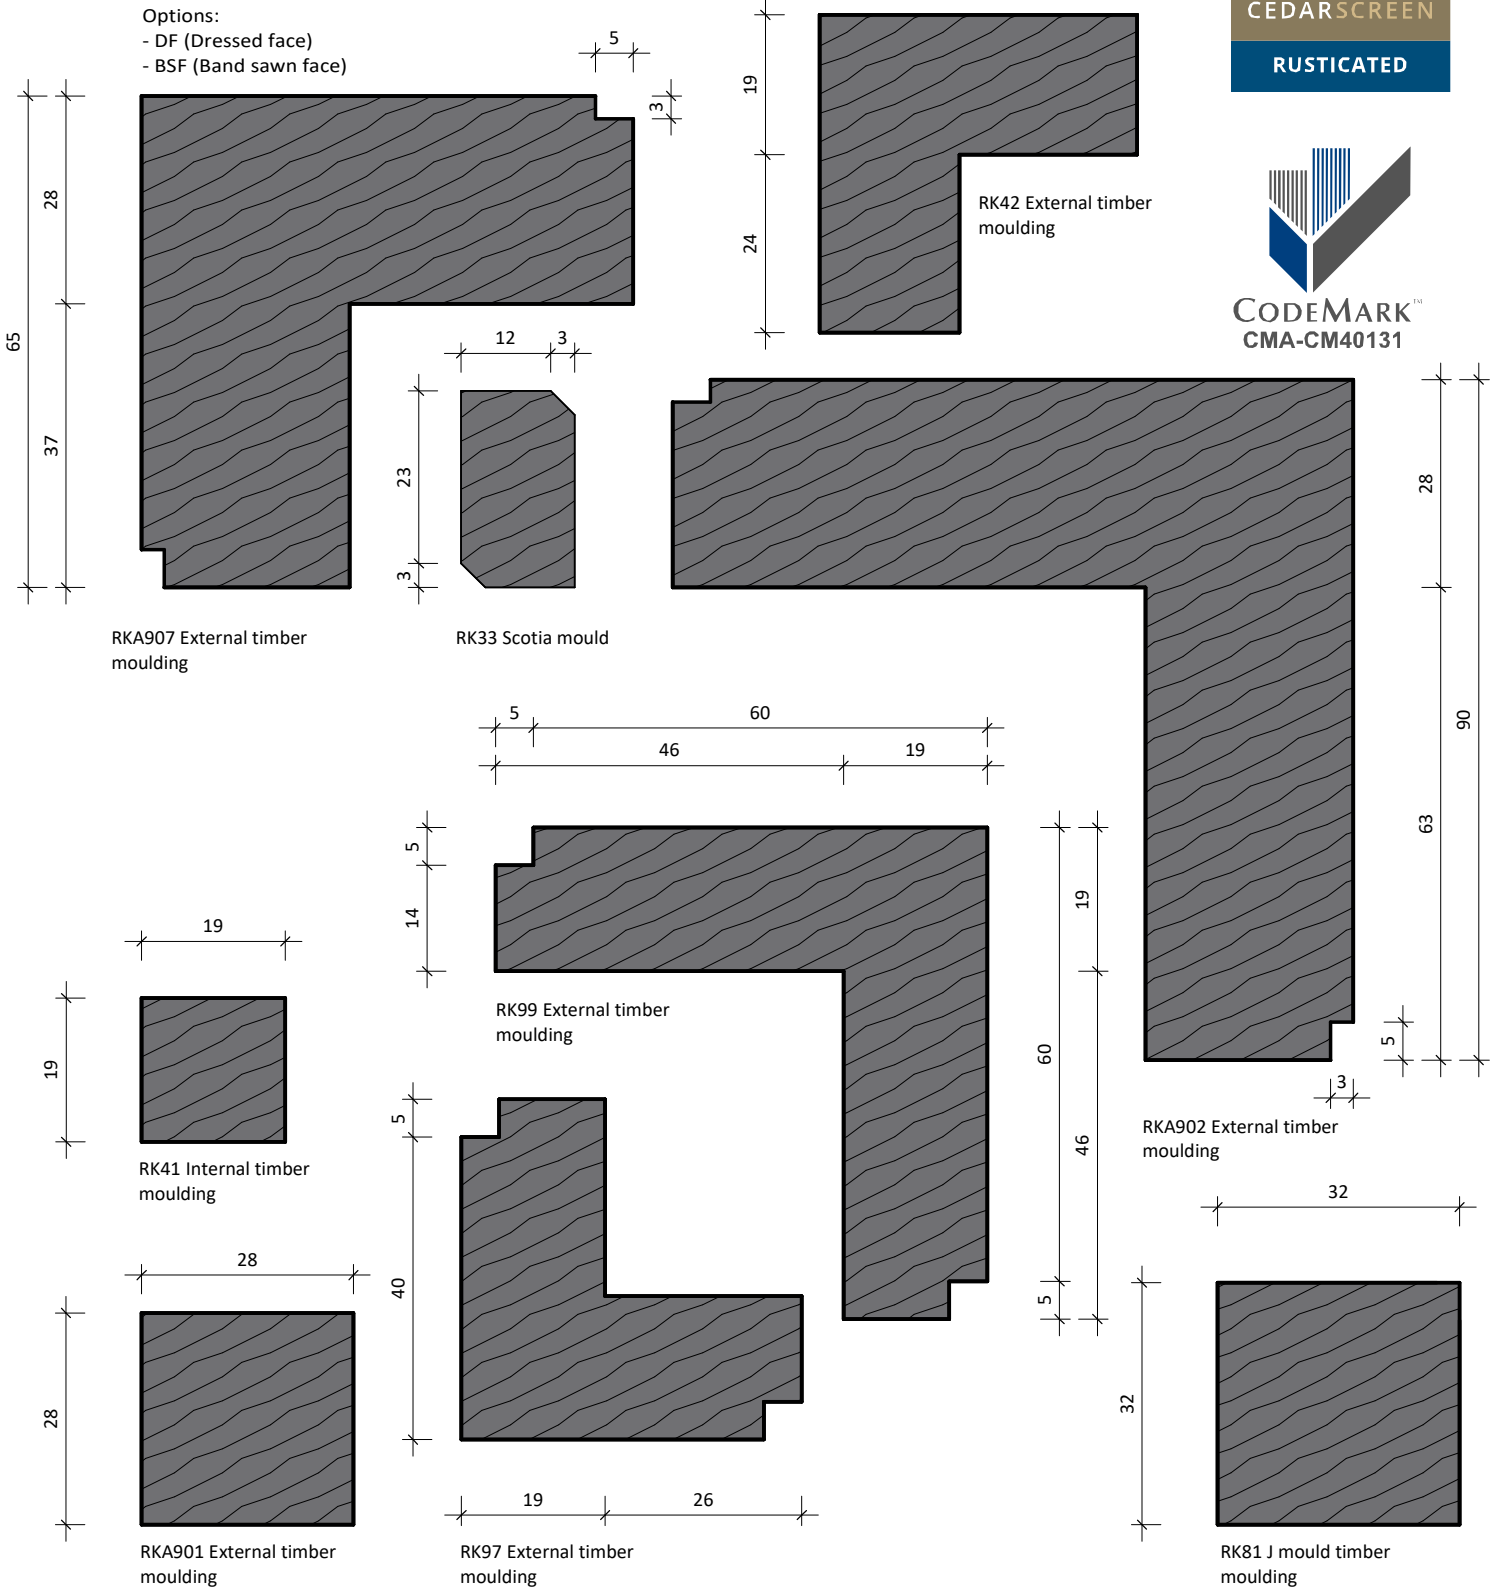 Options:
- DF (Dressed face)
- BSF (Band sawn face)
CEDARSCREEN
RUSTICATED
5
3
28
65
37
RKA907 External timber
moulding
12
3
23
3
RK33 Scotia mould
19
24
RK42 External timber
moulding
CODEMARK™
CMA-CM40131
28
63
90
5
3
RKA902 External timber
moulding
5
60
46
19
5
14
19
60
46
5
RK99 External timber
moulding
19
19
RK41 Internal timber
moulding
28
28
RKA901 External timber
moulding
5
40
19
26
RK97 External timber
moulding
32
32
RK81 J mould timber
moulding